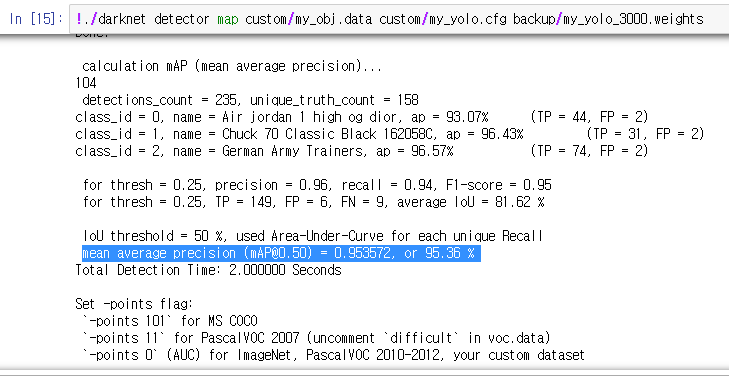 In [15]: !./darknet detector map custom/my_obj.data custom/my_yolo.cfg backup/my_yolo_3000.weights
Done!
calculation mAP (mean average precision)...
104
detections_count = 235, unique_truth_count = 158
class_id = 0, name = Air jordan 1 high og dior, ap = 93.07% (TP = 44, FP = 2)
class_id = 1, name = Chuck 70 Classic Black 162058C, ap = 96.43% (TP = 31, FP = 2)
class_id = 2, name = German Army Trainers, ap = 96.57% (TP = 74, FP = 2)
for thresh = 0.25, precision = 0.96, recall = 0.94, F1-score = 0.95
for thresh = 0.25, TP = 149, FP = 6, FN = 9, average IoU = 81.62 %
IoU threshold = 50 %, used Area-Under-Curve for each unique Recall
mean average precision (mAP@0.50) = 0.953572, or 95.36 %
Total Detection Time: 2.000000 Seconds
Set -points flag:
`-points 101` for MS COCO
`-points 11` for PascalVOC 2007 (uncomment `difficult` in voc.data)
`-points 0` (AUC) for ImageNet, PascalVOC 2010-2012, your custom dataset